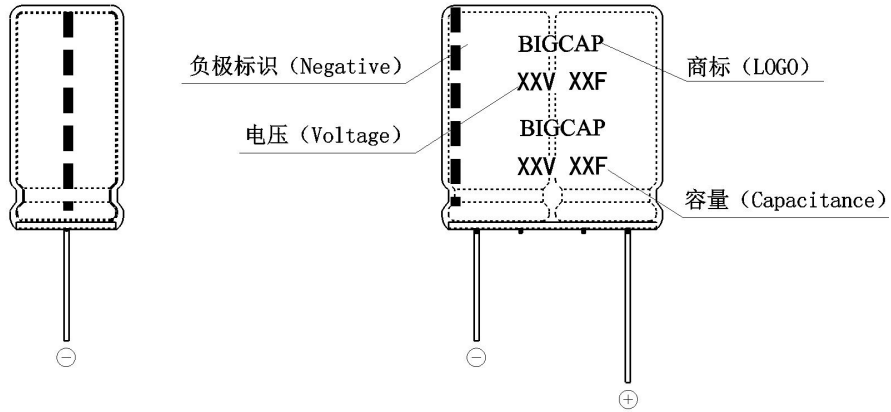 负极标识（Negative）
电压（Voltage）
BIGCAP
XXV XXF
BIGCAP
XXV XXF
商标（LOGO）
容量（Capacitance）
⊖
⊖
⊕